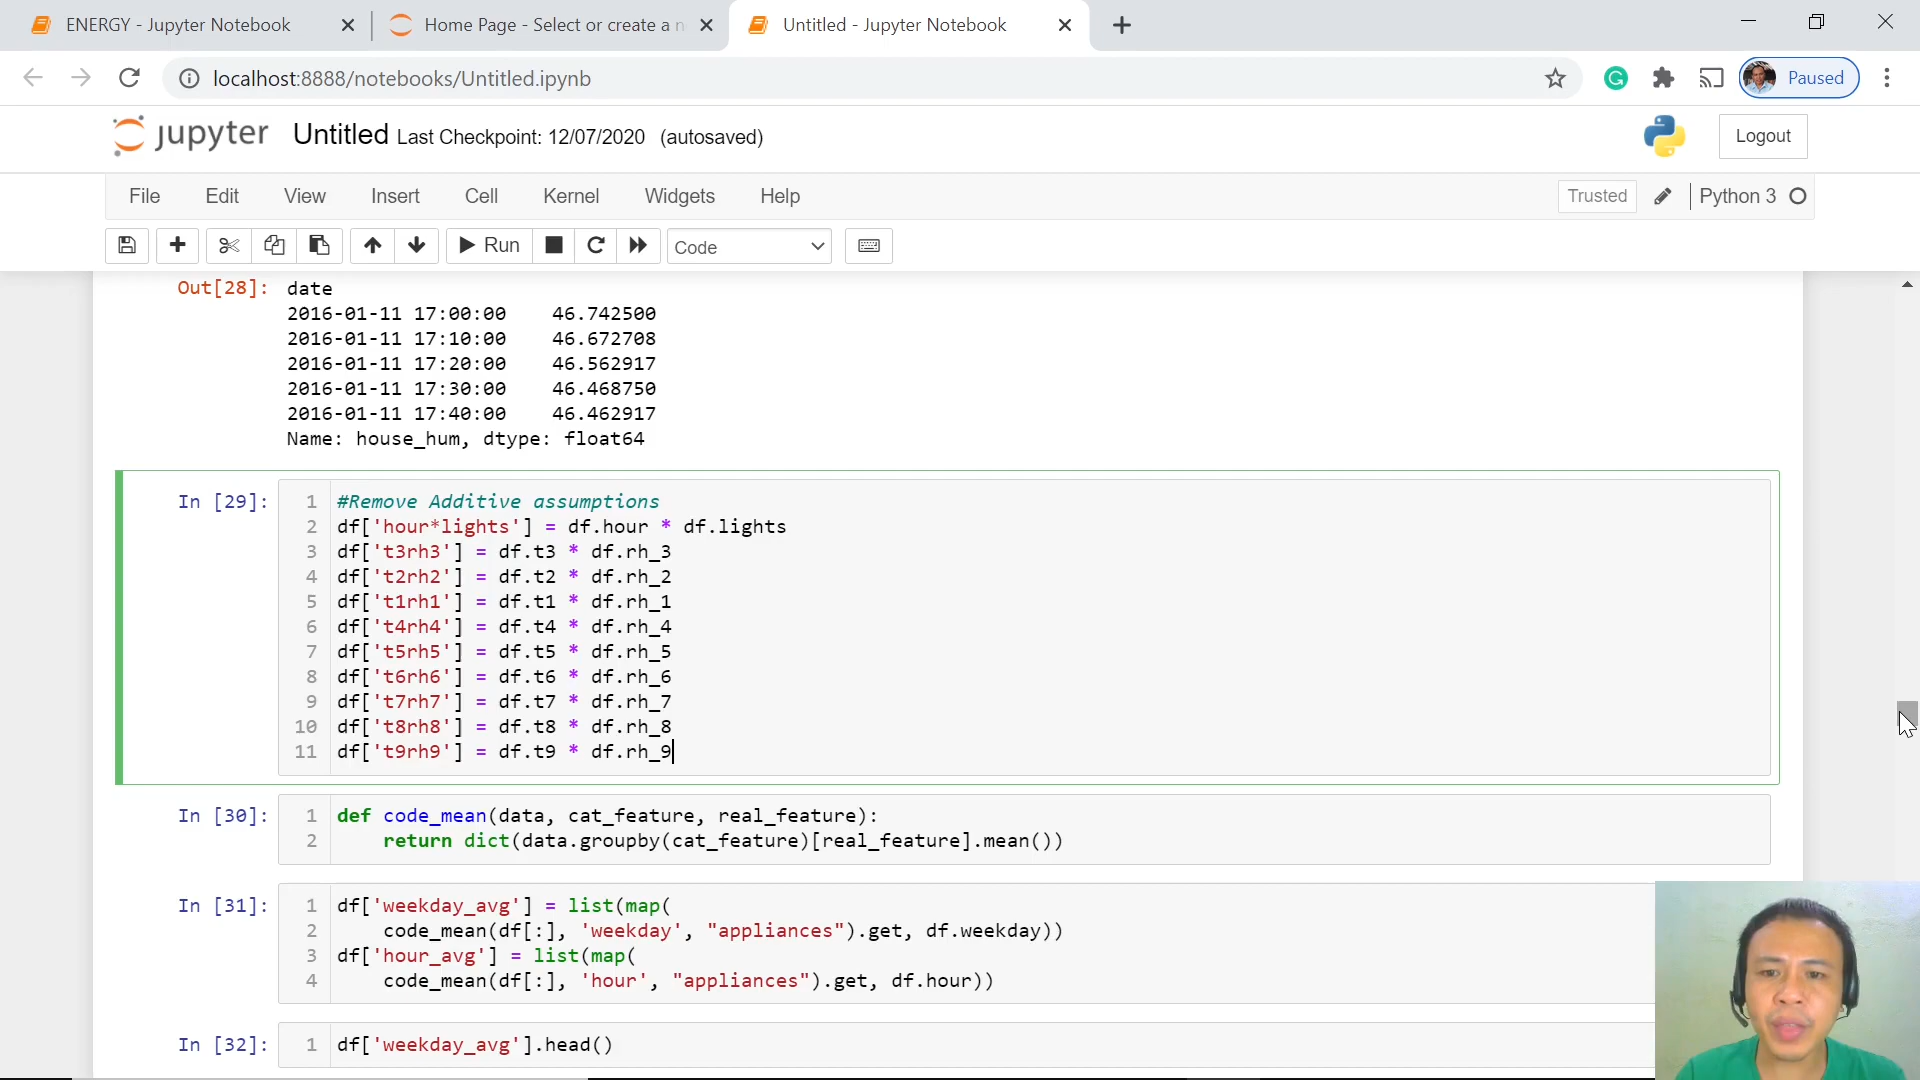 ENERGY - Jupyter Notebook
Home Page - Select or create a n
Untitled - Jupyter Notebook
localhost:8888/notebooks/Untitled.ipynb
Paused
jupyter Untitled Last Checkpoint: 12/07/2020 (autosaved)
Logout
File Edit View Insert Cell Kernel Widgets Help
Trusted Python 3
Run Code
Out[28]: date
2016-01-11 17:00:00 46.742500
2016-01-11 17:10:00 46.672708
2016-01-11 17:20:00 46.562917
2016-01-11 17:30:00 46.468750
2016-01-11 17:40:00 46.462917
Name: house_hum, dtype: float64
In [29]: 1 #Remove Additive assumptions
2 df['hour*lights'] = df.hour * df.lights
3 df['t3rh3'] = df.t3 * df.rh_3
4 df['t2rh2'] = df.t2 * df.rh_2
5 df['t1rh1'] = df.t1 * df.rh_1
6 df['t4rh4'] = df.t4 * df.rh_4
7 df['t5rh5'] = df.t5 * df.rh_5
8 df['t6rh6'] = df.t6 * df.rh_6
9 df['t7rh7'] = df.t7 * df.rh_7
10 df['t8rh8'] = df.t8 * df.rh_8
11 df['t9rh9'] = df.t9 * df.rh_9
In [30]: 1 def code_mean(data, cat_feature, real_feature):
2 return dict(data.groupby(cat_feature)[real_feature].mean())
In [31]: 1 df['weekday_avg'] = list(map(
2 code_mean(df[:], 'weekday', "appliances").get, df.weekday))
3 df['hour_avg'] = list(map(
4 code_mean(df[:], 'hour', "appliances").get, df.hour))
In [32]: 1 df['weekday_avg'].head()